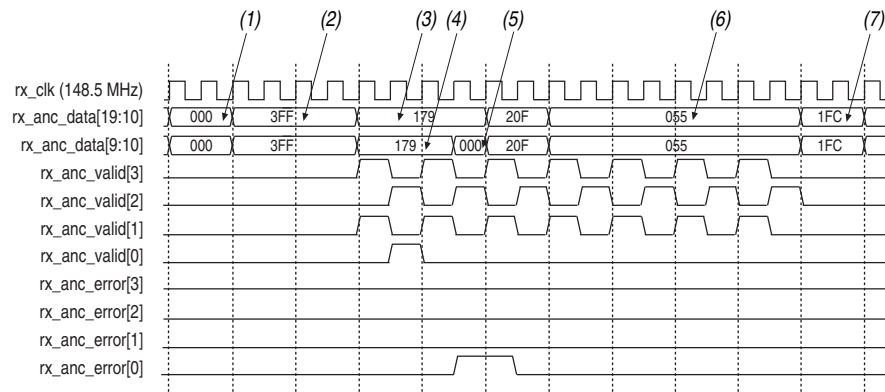 (1) (2) (3) (4) (5) (6) (7)
rx_clk (148.5 MHz)
rx_anc_data[19:10] 000 3FF 179 20F 055 1FC
rx_anc_data[9:10] 000 3FF 179 000 20F 055 1FC
rx_anc_valid[3]
rx_anc_valid[2]
rx_anc_valid[1]
rx_anc_valid[0]
rx_anc_error[3]
rx_anc_error[2]
rx_anc_error[1]
rx_anc_error[0]